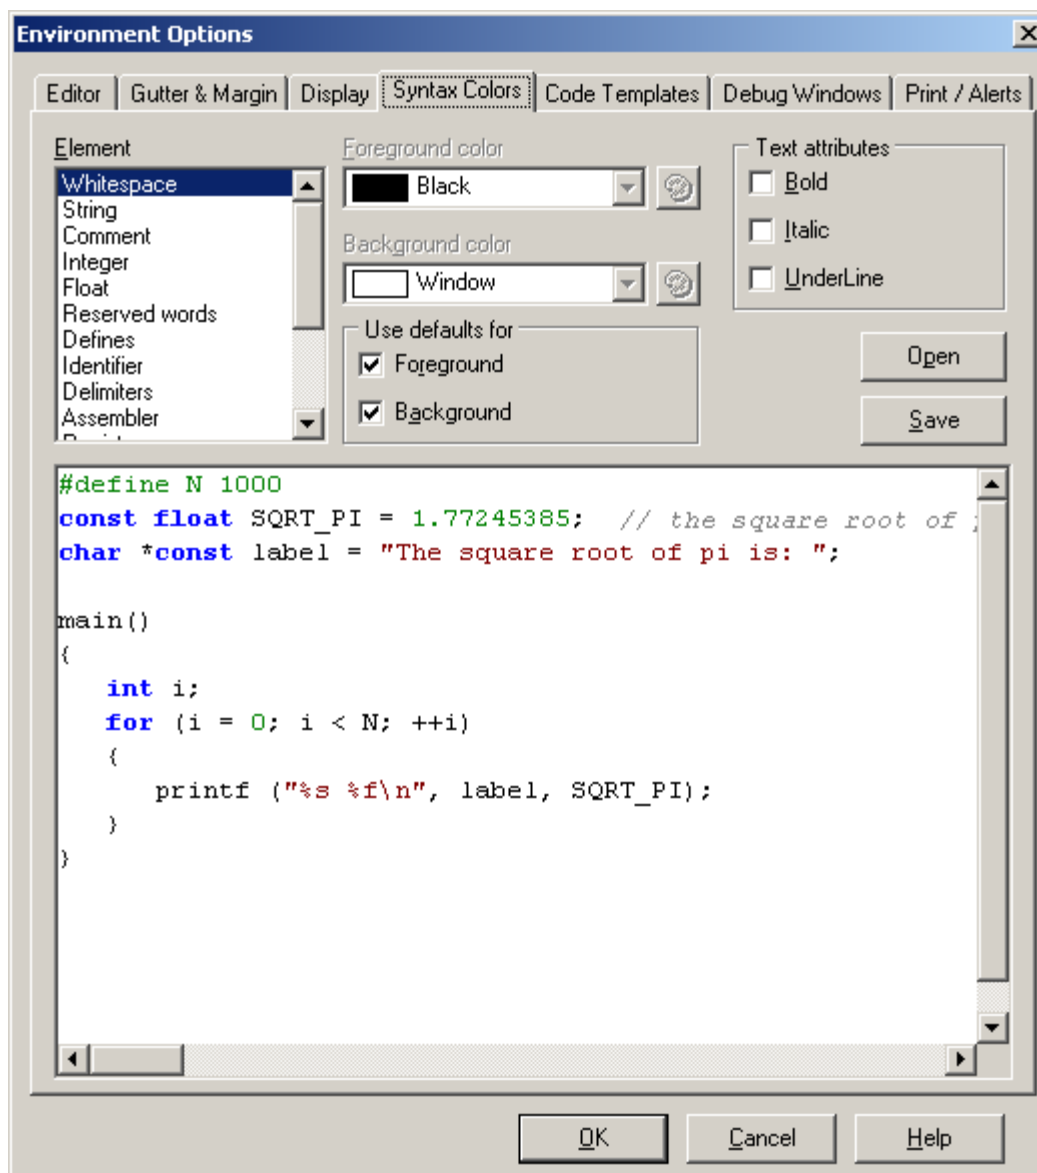 Environment Options
Editor Gutter & Margin Display Syntax Colors Code Templates Debug Windows Print / Alerts
Element
Whitespace
String
Comment
Integer
Float
Reserved words
Defines
Identifier
Delimiters
Assembler
Foreground color
Black
Background color
Window
Use defaults for
Foreground
Background
Text attributes
Bold
Italic
UnderLine
Open
Save
#define N 1000
const float SQRT_PI = 1.77245385;  // the square root of
char *const label = "The square root of pi is: ";
main()
{
   int i;
   for (i = 0; i < N; ++i)
   {
      printf ("%s %f\n", label, SQRT_PI);
   }
}
OK Cancel Help